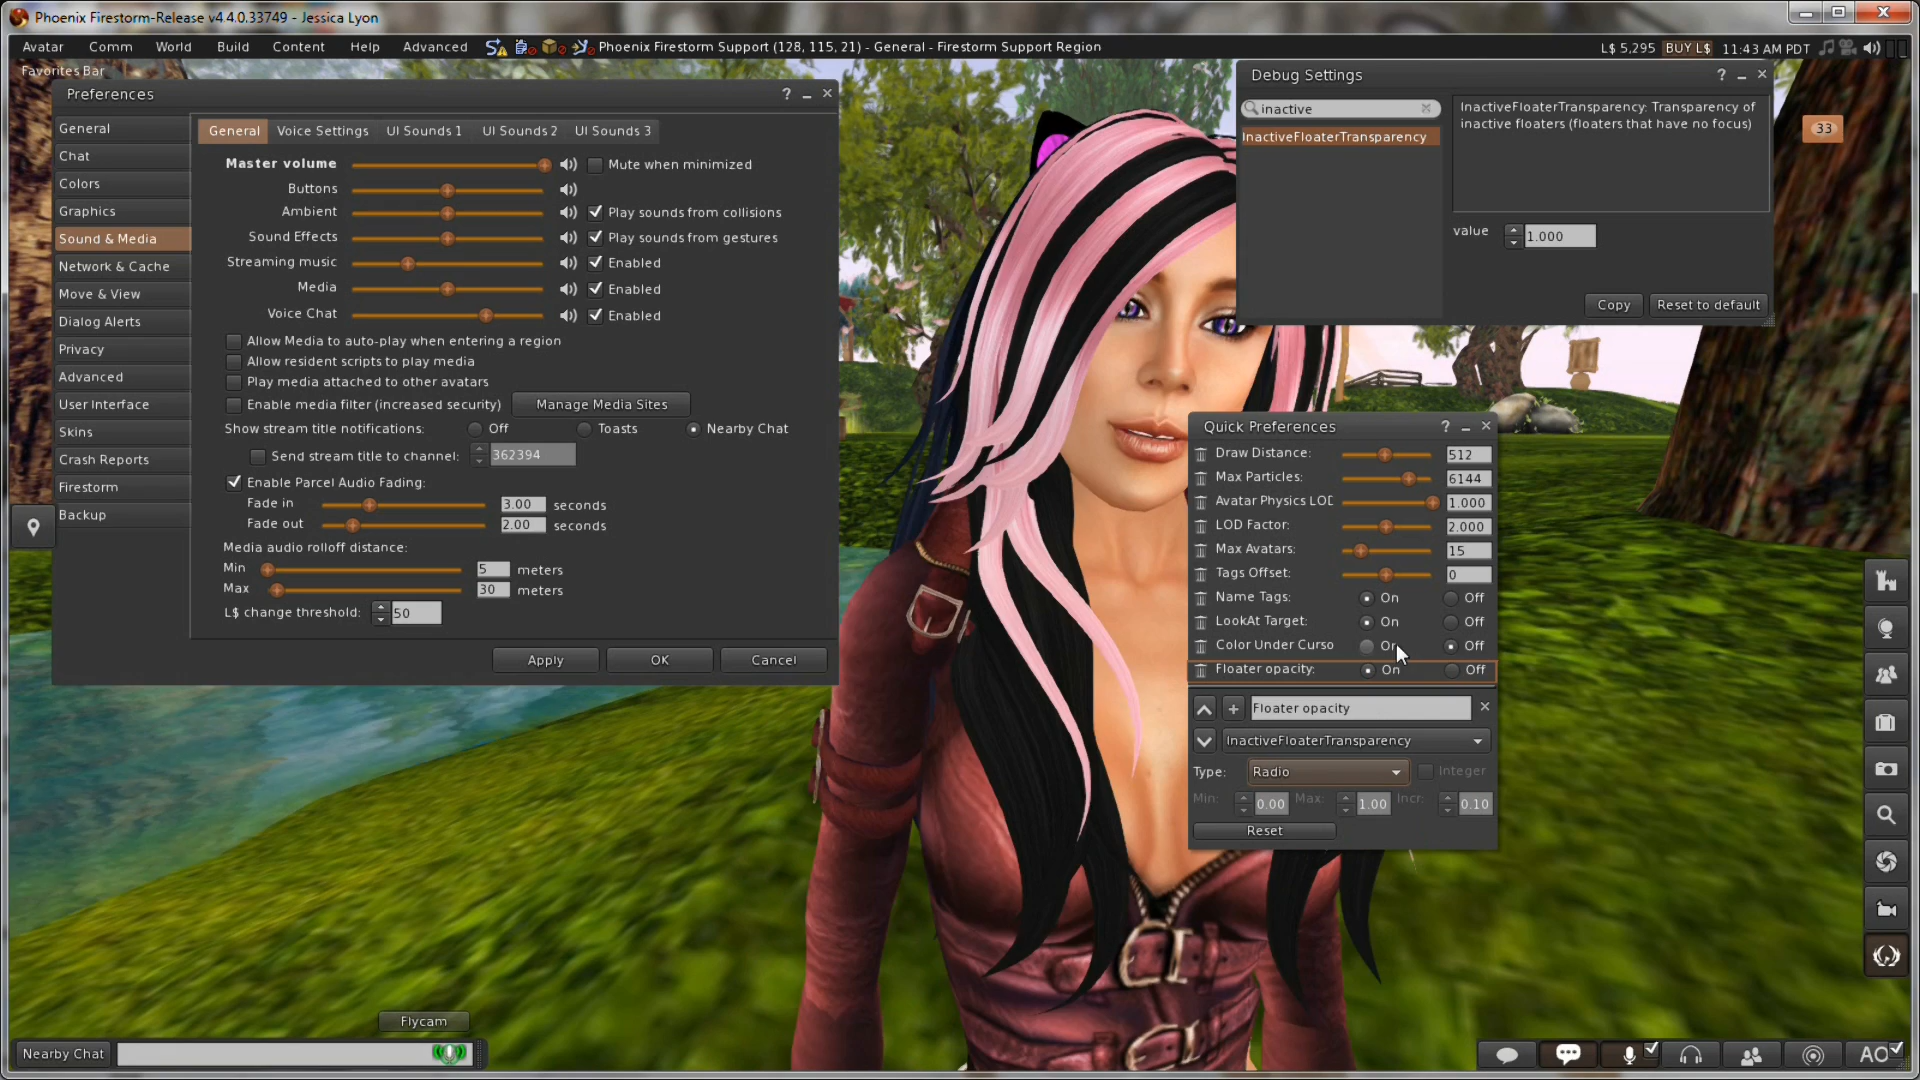 Phoenix Firestorm-Release v4.4.0.33749 - Jessica Lyon
Avatar Comm World Build Content Help Advanced Phoenix Firestorm Support (128, 115, 21) - General - Firestorm Support Region L$ 5,295 BUY L$ 11:43 AM PDT
Favorites Bar
Preferences ?
General
Chat
Colors
Graphics
Sound & Media
Network & Cache
Move & View
Dialog Alerts
Privacy
Advanced
User Interface
Skins
Crash Reports
Firestorm
Backup
General Voice Settings UI Sounds 1 UI Sounds 2 UI Sounds 3
Master volume Mute when minimized
Buttons
Ambient Play sounds from collisions
Sound Effects Play sounds from gestures
Streaming music Enabled
Media Enabled
Voice Chat Enabled
Allow Media to auto-play when entering a region
Allow resident scripts to play media
Play media attached to other avatars
Enable media filter (increased security) Manage Media Sites
Show stream title notifications: Off Toasts Nearby Chat
Send stream title to channel: 362394
Enable Parcel Audio Fading:
Fade in 3.00 seconds
Fade out 2.00 seconds
Media audio rolloff distance:
Min 5 meters
Max 30 meters
L$ change threshold: 50
Apply OK Cancel
Debug Settings ?
inactive
InactiveFloaterTransparency
InactiveFloaterTransparency: Transparency of
inactive floaters (floaters that have no focus)
value 1.000
Copy Reset to default
33
Quick Preferences ?
Draw Distance: 512
Max Particles: 6144
Avatar Physics LOD 1.000
LOD Factor: 2.000
Max Avatars: 15
Tags Offset: 0
Name Tags: On Off
LookAt Target: On Off
Color Under Curso On Off
Floater opacity: On Off
Floater opacity
InactiveFloaterTransparency
Type: Radio Integer
Min: 0.00 Max: 1.00 Incr: 0.10
Reset
Flycam
Nearby Chat
AO